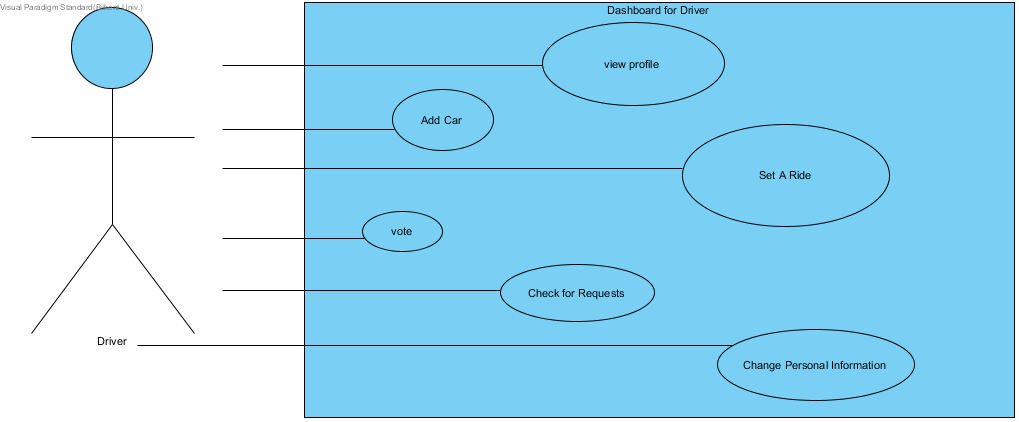 Visual Paradigm Standard(Bilkent Univ.)
Dashboard for Driver
view profile
Add Car
Set A Ride
vote
Check for Requests
Driver
Change Personal Information